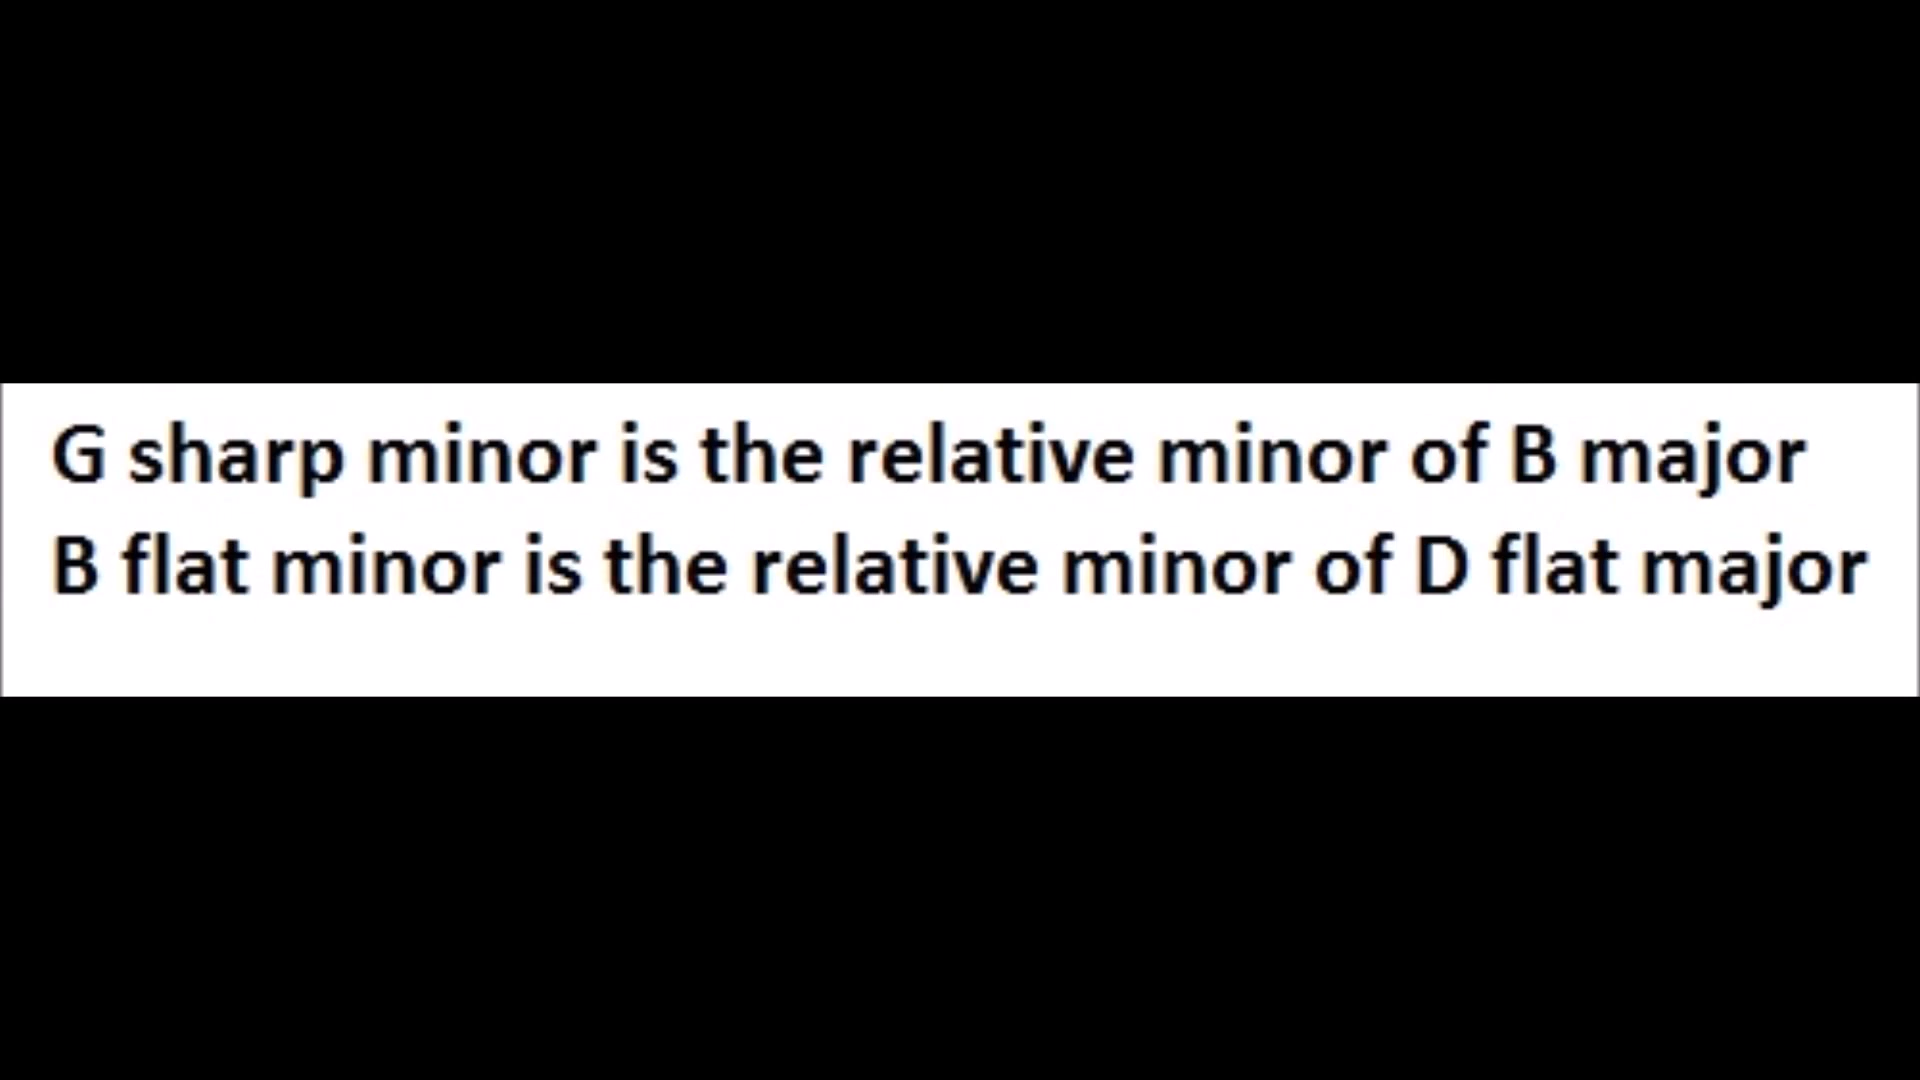 G sharp minor is the relative minor of B major
B flat minor is the relative minor of D flat major